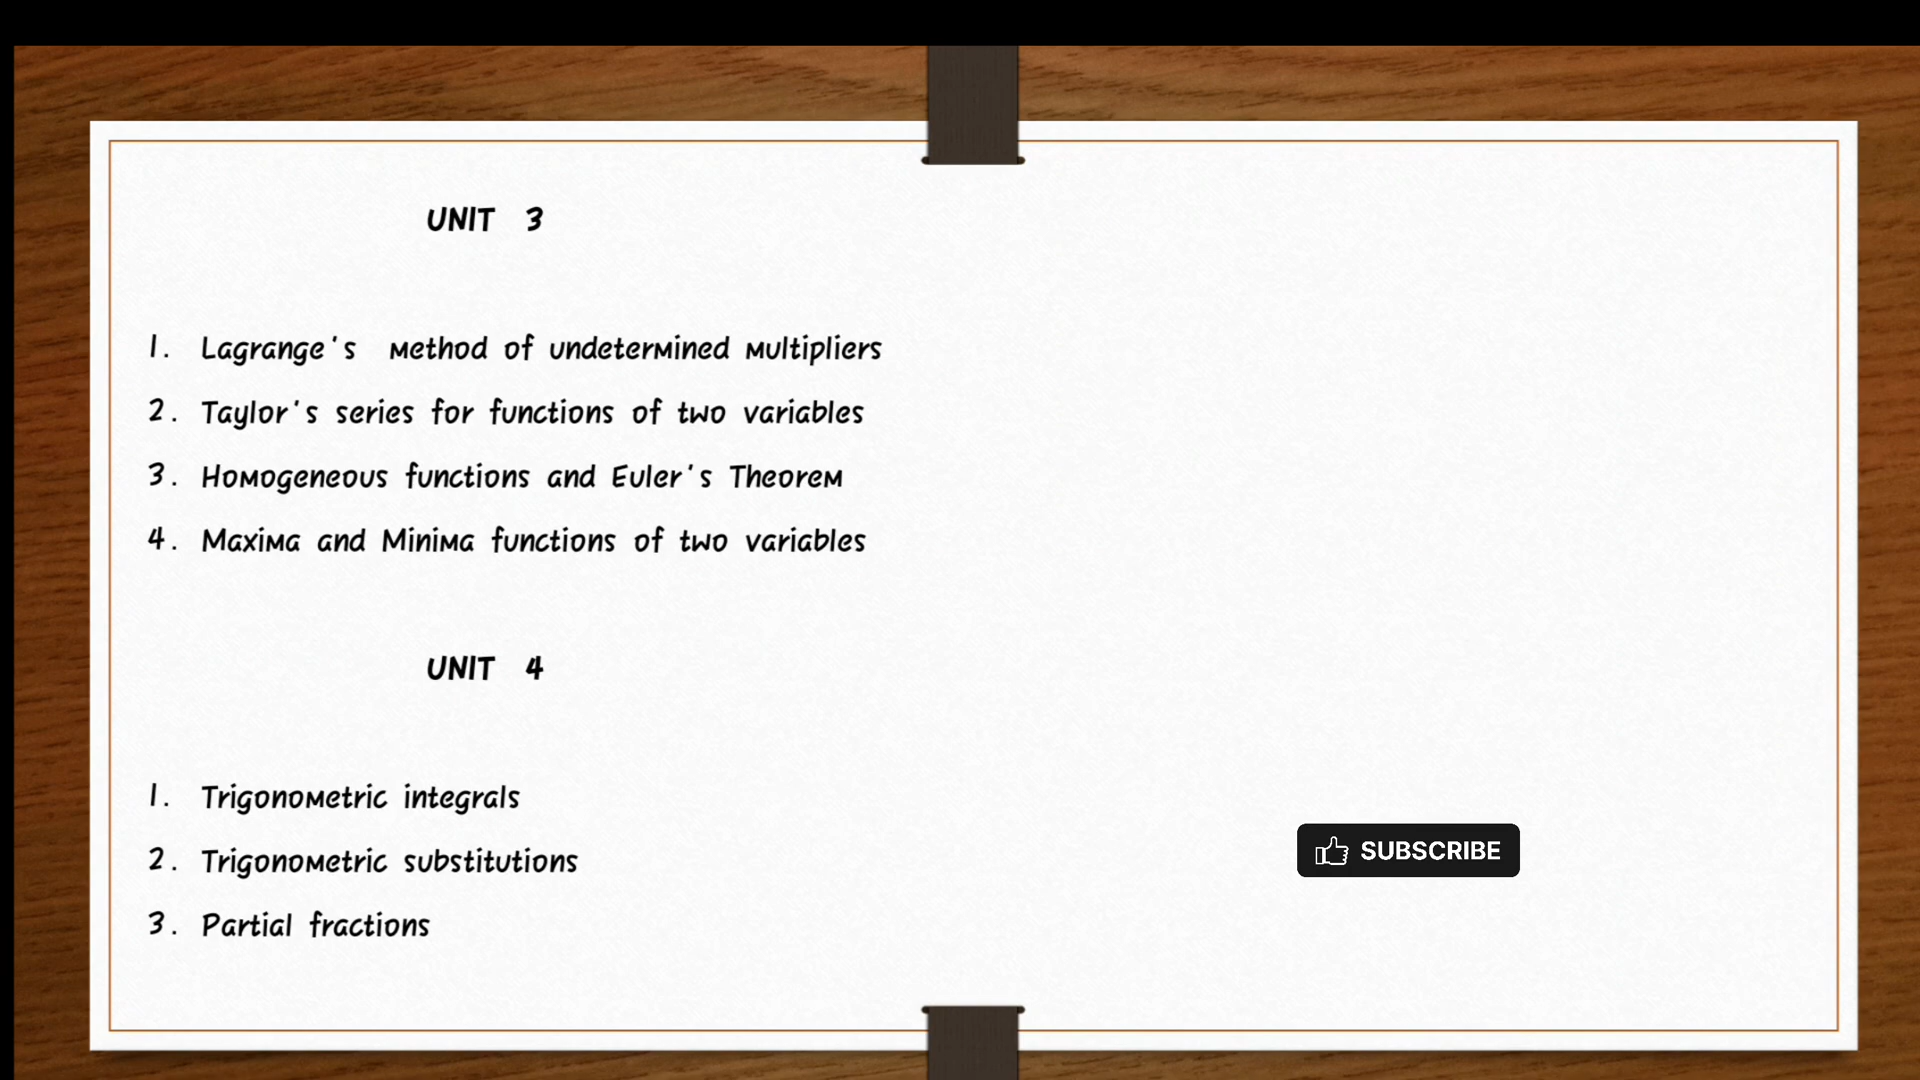 UNIT 3
1. Lagrange's method of undetermined multipliers
2. Taylor's series for functions of two variables
3. Homogeneous functions and Euler's Theorem
4. Maxima and Minima functions of two variables
UNIT 4
1. Trigonometric integrals
2. Trigonometric substitutions
3. Partial fractions
SUBSCRIBE